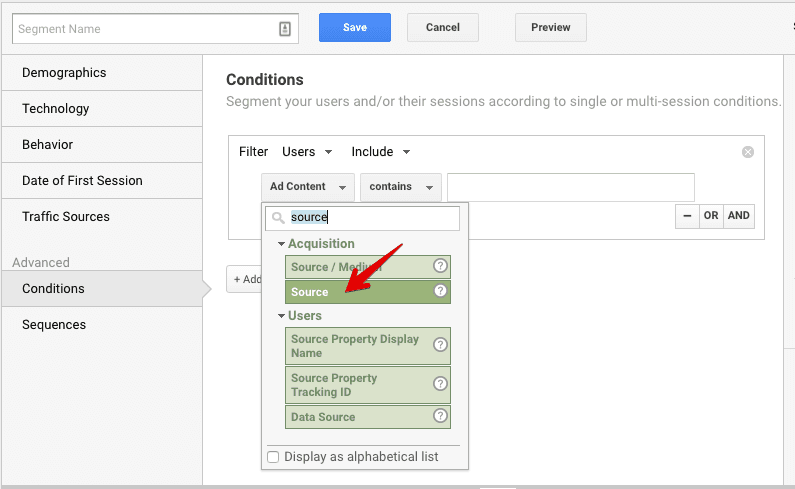 Segment Name
Save
Cancel
Preview
Demographics
Technology
Behavior
Date of First Session
Traffic Sources
Advanced
Conditions
Sequences
Conditions
Segment your users and/or their sessions according to single or multi-session conditions.
Filter Users Include
Ad Content contains
− OR AND
+ Add
source
Acquisition
Source / Medium
Source
Users
Source Property Display
Name
Source Property
Tracking ID
Data Source
Display as alphabetical list